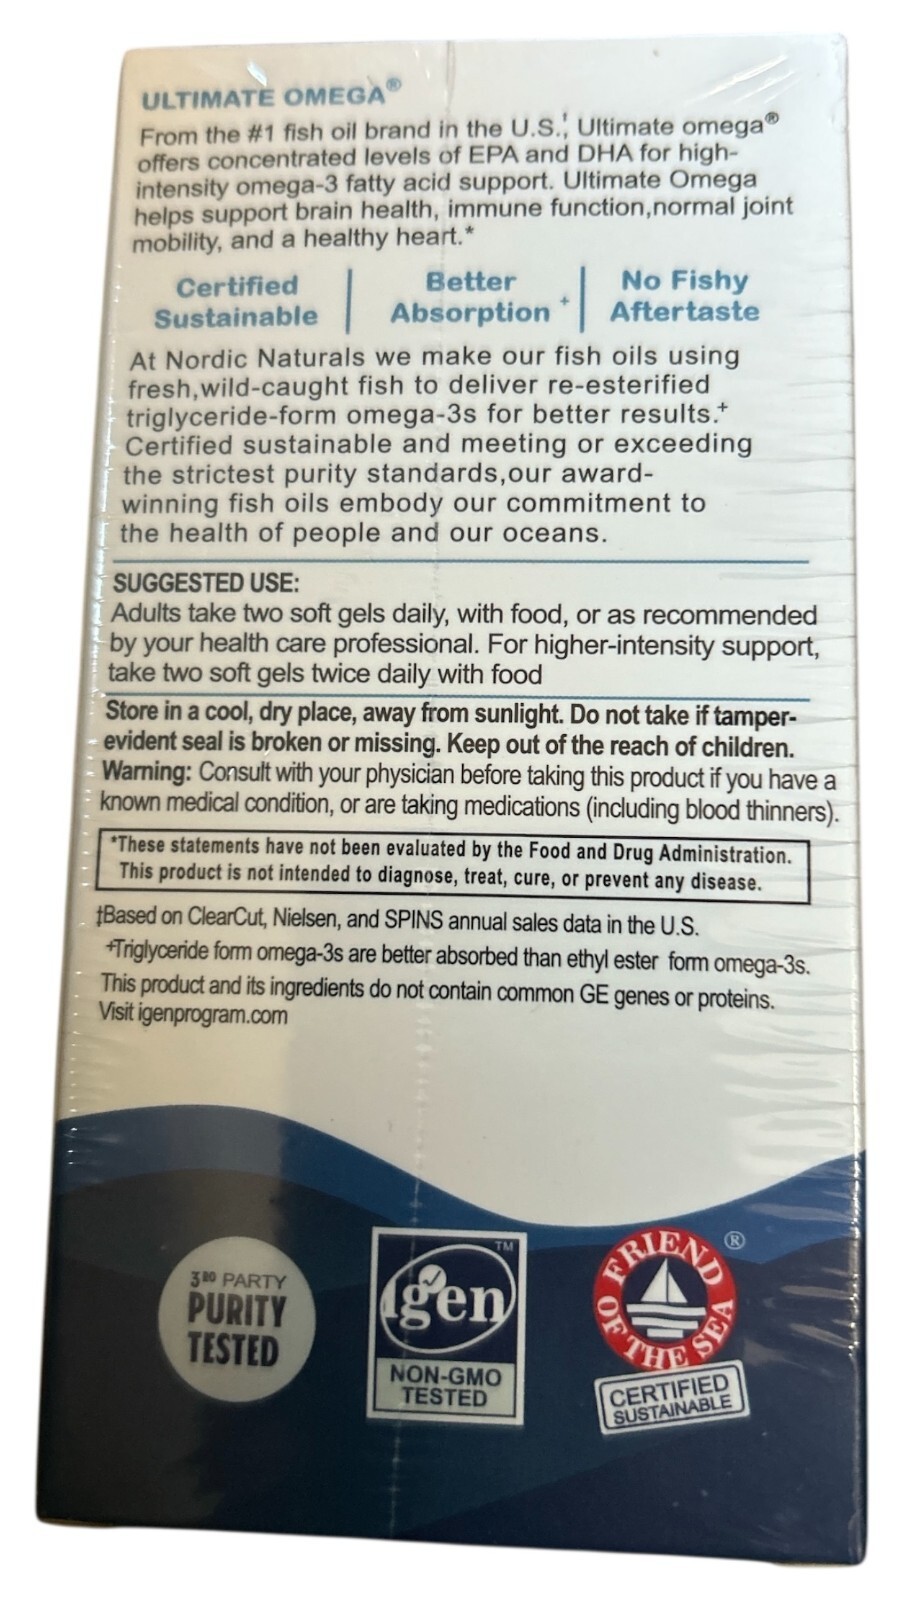 ULTIMATE OMEGA®
From the #1 fish oil brand in the U.S.,‡ Ultimate omega®
offers concentrated levels of EPA and DHA for high-
intensity omega-3 fatty acid support. Ultimate Omega
helps support brain health, immune function,normal joint
mobility, and a healthy heart.*
Certified Sustainable
Better Absorption +
No Fishy Aftertaste
At Nordic Naturals we make our fish oils using
fresh,wild-caught fish to deliver re-esterified
triglyceride-form omega-3s for better results.+
Certified sustainable and meeting or exceeding
the strictest purity standards,our award-
winning fish oils embody our commitment to
the health of people and our oceans.
SUGGESTED USE:
Adults take two soft gels daily, with food, or as recommended
by your health care professional. For higher-intensity support,
take two soft gels twice daily with food
Store in a cool, dry place, away from sunlight. Do not take if tamper-
evident seal is broken or missing. Keep out of the reach of children.
Warning: Consult with your physician before taking this product if you have a
known medical condition, or are taking medications (including blood thinners).
*These statements have not been evaluated by the Food and Drug Administration.
This product is not intended to diagnose, treat, cure, or prevent any disease.
‡Based on ClearCut, Nielsen, and SPINS annual sales data in the U.S.
+Triglyceride form omega-3s are better absorbed than ethyl ester form omega-3s.
This product and its ingredients do not contain common GE genes or proteins.
Visit igenprogram.com
3RD PARTY
PURITY
TESTED
Igen™
NON-GMO
TESTED
FRIEND OF THE SEA®
CERTIFIED
SUSTAINABLE